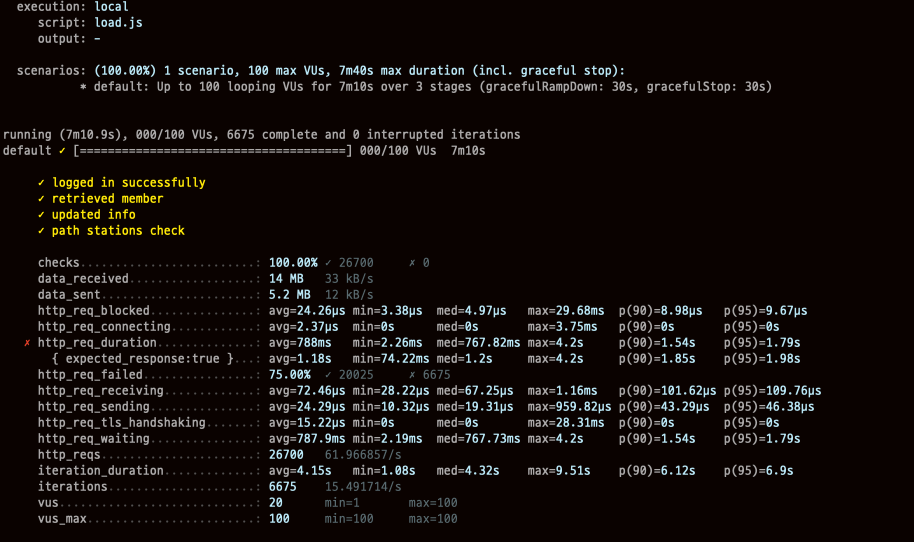 execution: local
script: load.js
output: -
scenarios: (100.00%) 1 scenario, 100 max VUs, 7m40s max duration (incl. graceful stop):
* default: Up to 100 looping VUs for 7m10s over 3 stages (gracefulRampDown: 30s, gracefulStop: 30s)
running (7m10.9s), 000/100 VUs, 6675 complete and 0 interrupted iterations
default ✓ [======================================] 000/100 VUs  7m10s
✓ logged in successfully
✓ retrieved member
✓ updated info
✓ path stations check
checks.........................: 100.00% ✓ 26700     ✗ 0
data_received..................: 14 MB   33 kB/s
data_sent......................: 5.2 MB  12 kB/s
http_req_blocked...............: avg=24.26µs min=3.38µs  med=4.97µs   max=29.68ms  p(90)=8.98µs   p(95)=9.67µs
http_req_connecting............: avg=2.37µs  min=0s      med=0s       max=3.75ms   p(90)=0s       p(95)=0s
✗ http_req_duration..............: avg=788ms   min=2.26ms  med=767.82ms max=4.2s     p(90)=1.54s    p(95)=1.79s
{ expected_response:true }...: avg=1.18s   min=74.22ms med=1.2s     max=4.2s     p(90)=1.85s    p(95)=1.98s
http_req_failed................: 75.00%  ✓ 20025     ✗ 6675
http_req_receiving.............: avg=72.46µs min=28.22µs med=67.25µs  max=1.16ms   p(90)=101.62µs p(95)=109.76µs
http_req_sending...............: avg=24.29µs min=10.32µs med=19.31µs  max=959.82µs p(90)=43.29µs  p(95)=46.38µs
http_req_tls_handshaking.......: avg=15.22µs min=0s      med=0s       max=28.31ms  p(90)=0s       p(95)=0s
http_req_waiting...............: avg=787.9ms min=2.19ms  med=767.73ms max=4.2s     p(90)=1.54s    p(95)=1.79s
http_reqs......................: 26700   61.966857/s
iteration_duration.............: avg=4.15s   min=1.08s   med=4.32s    max=9.51s    p(90)=6.12s    p(95)=6.9s
iterations.....................: 6675    15.491714/s
vus............................: 20      min=1       max=100
vus_max........................: 100     min=100     max=100